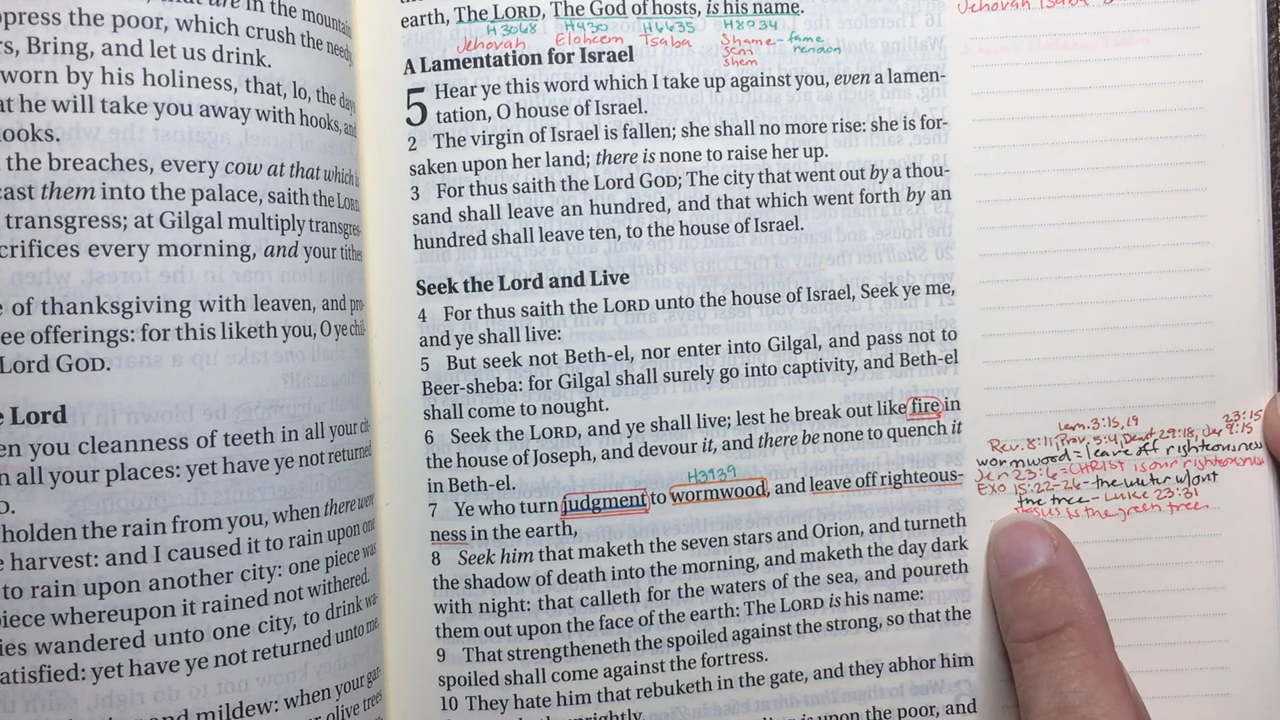 in the mountain
oppress the poor, which crush the needy
rs, Bring, and let us drink.
worn by his holiness, that, lo, the days
at he will take you away with hooks, and
hooks.
the breaches, every cow at that which is
cast them into the palace, saith the LORD.
transgress; at Gilgal multiply transgres-
crifices every morning, and your tithes
of thanksgiving with leaven, and pro-
ee offerings: for this liketh you, O ye chil-
Lord GOD.
e Lord
en you cleanness of teeth in all your cit-
n all your places: yet have ye not returned
D.
holden the rain from you, when there were
harvest: and I caused it to rain upon one
to rain upon another city: one piece was
piece whereupon it rained not withered.
ies wandered unto one city, to drink wa-
atisfied: yet have ye not returned unto me,
and mildew: when your gar-
olive trees
earth, The LORD, The God of hosts, is his name.
H3068 H430 H6635 H8034
Jehovah Eloheem Tsaba Shame-fame
sem renown
shem
A Lamentation for Israel
5 Hear ye this word which I take up against you, even a lamen-
tation, O house of Israel.
2 The virgin of Israel is fallen; she shall no more rise: she is for-
saken upon her land; there is none to raise her up.
3 For thus saith the Lord GOD; The city that went out by a thou-
sand shall leave an hundred, and that which went forth by an
hundred shall leave ten, to the house of Israel.
Seek the Lord and Live
4 For thus saith the LORD unto the house of Israel, Seek ye me,
and ye shall live:
5 But seek not Beth-el, nor enter into Gilgal, and pass not to
Beer-sheba: for Gilgal shall surely go into captivity, and Beth-el
shall come to nought.
6 Seek the LORD, and ye shall live; lest he break out like fire in
the house of Joseph, and devour it, and there be none to quench it
in Beth-el.
H3939
7 Ye who turn judgment to wormwood, and leave off righteous-
ness in the earth,
8 Seek him that maketh the seven stars and Orion, and turneth
the shadow of death into the morning, and maketh the day dark
with night: that calleth for the waters of the sea, and poureth
them out upon the face of the earth: The LORD is his name:
9 That strengtheneth the spoiled against the strong, so that the
spoiled shall come against the fortress.
10 They hate him that rebuketh in the gate, and they abhor him
uprightly.
is upon the poor, and
Jehovah Tsaba
Lam. 3:15, 19 23:15
Rev. 8:11, Prov. 5:4, Deut 29:18, Jer 9:15
wormwood = leave off righteousness
Jer 23:6-CHRIST is our righteousness
Exo 15:22-26-the water/want
the tree-Luke 23:31
Jesus is the green tree